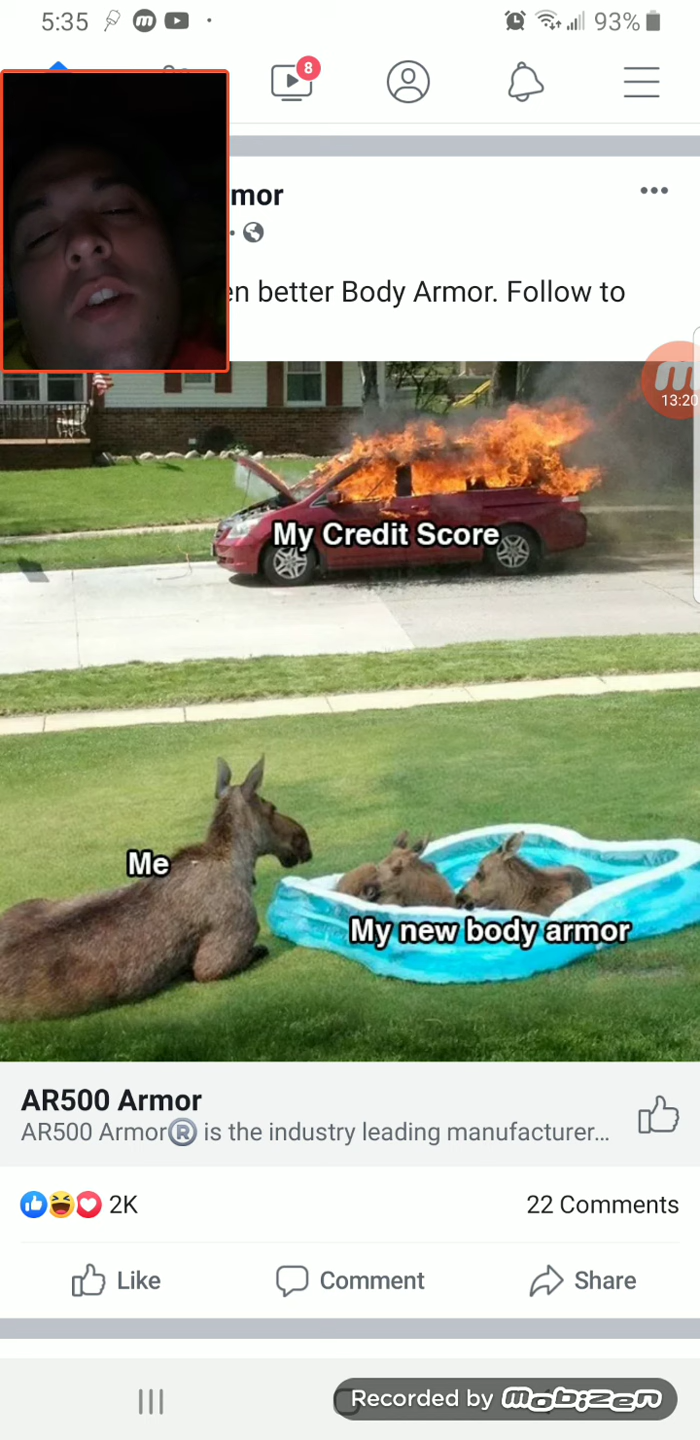 5:35
93%
8
mor
en better Body Armor. Follow to
13:20
My Credit Score
Me
My new body armor
AR500 Armor
AR500 Armor® is the industry leading manufacturer...
2K
22 Comments
Like
Comment
Share
Recorded by mobizen